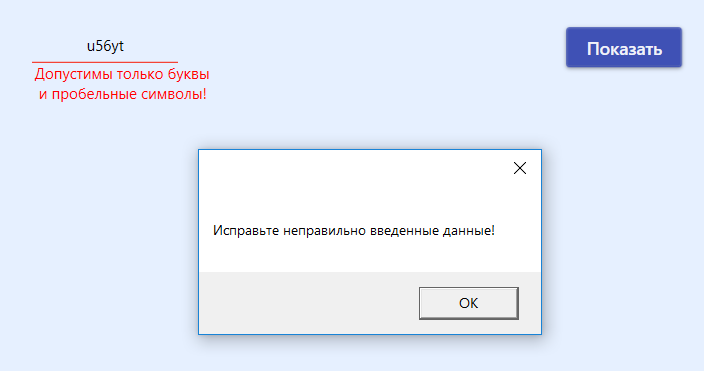 u56yt
Показать
Допустимы только буквы
и пробельные символы!
Исправьте неправильно введенные данные!
OK